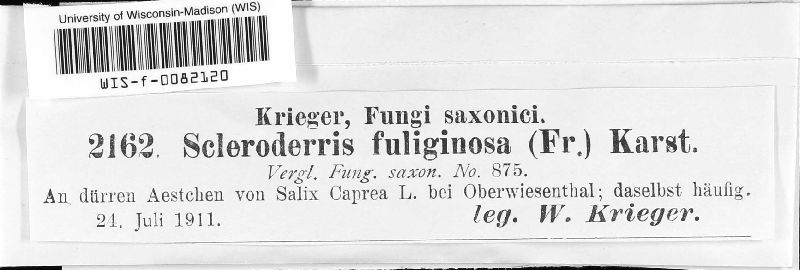 University of Wisconsin-Madison (WIS)
WIS-f-0082120
Krieger, Fungi saxonici.
2162. Scleroderris fuliginosa (Fr.) Karst.
Vergl. Fung. saxon. No. 875.
An dürren Aestchen von Salix Caprea L. bei Oberwiesenthal; daselbst häufig.
24. Juli 1911. leg. W. Krieger.